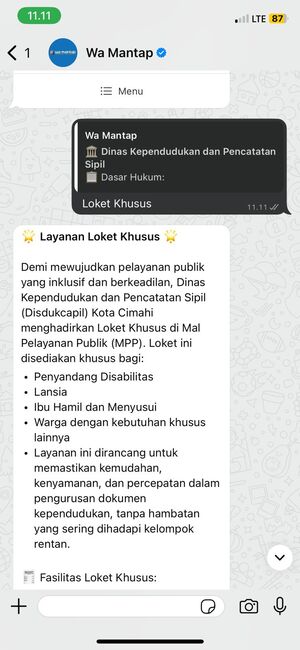 11.11
LTE 87
1
WA MANTAP
Wa Mantap
Menu
Wa Mantap
🏛️ Dinas Kependudukan dan Pencatatan
Sipil
📋 Dasar Hukum:
Loket Khusus
11.11
🌟 Layanan Loket Khusus 🌟
Demi mewujudkan pelayanan publik
yang inklusif dan berkeadilan, Dinas
Kependudukan dan Pencatatan Sipil
(Disdukcapil) Kota Cimahi
menghadirkan Loket Khusus di Mal
Pelayanan Publik (MPP). Loket ini
disediakan khusus bagi:
• Penyandang Disabilitas
• Lansia
• Ibu Hamil dan Menyusui
• Warga dengan kebutuhan khusus
lainnya
• Layanan ini dirancang untuk
memastikan kemudahan,
kenyamanan, dan percepatan dalam
pengurusan dokumen
kependudukan, tanpa hambatan
yang sering dihadapi kelompok
rentan.
Fasilitas Loket Khusus: